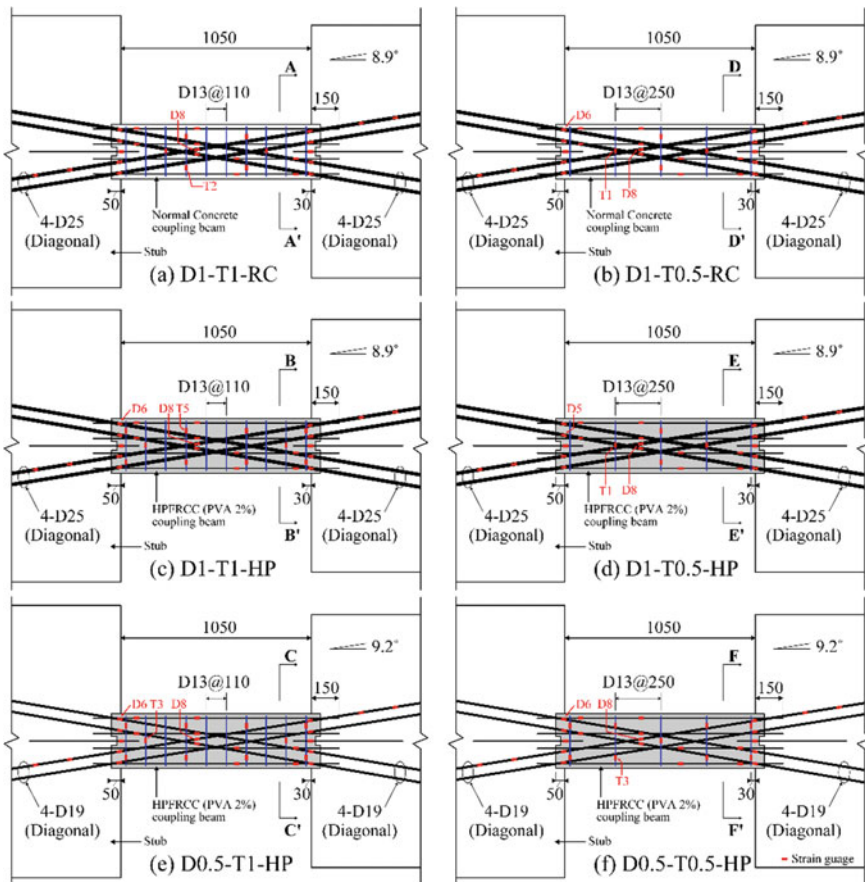 1050
A
8.9°
D13@110
150
D8
T2
50
30
4-D25
(Diagonal)
Normal Concrete
coupling beam
A'
4-D25
(Diagonal)
Stub
(a) D1-T1-RC
1050
D
8.9°
D13@250
150
D6
T1
D8
50
30
4-D25
(Diagonal)
Normal Concrete
coupling beam
D'
4-D25
(Diagonal)
Stub
(b) D1-T0.5-RC
1050
B
8.9°
D13@110
150
D6
D8
T5
50
30
4-D25
(Diagonal)
HPFRCC (PVA 2%)
coupling beam
B'
4-D25
(Diagonal)
Stub
(c) D1-T1-HP
1050
E
8.9°
D13@250
150
D5
T1
D8
50
30
4-D25
(Diagonal)
HPFRCC (PVA 2%)
coupling beam
E'
4-D25
(Diagonal)
Stub
(d) D1-T0.5-HP
1050
C
9.2°
D13@110
150
D6
T3
D8
50
30
4-D19
(Diagonal)
HPFRCC (PVA 2%)
coupling beam
C'
4-D19
(Diagonal)
Stub
(e) D0.5-T1-HP
1050
F
9.2°
D13@250
150
D6
D8
T3
50
30
4-D19
(Diagonal)
HPFRCC (PVA 2%)
coupling beam
F'
4-D19
(Diagonal)
Stub
(f) D0.5-T0.5-HP
Strain guage